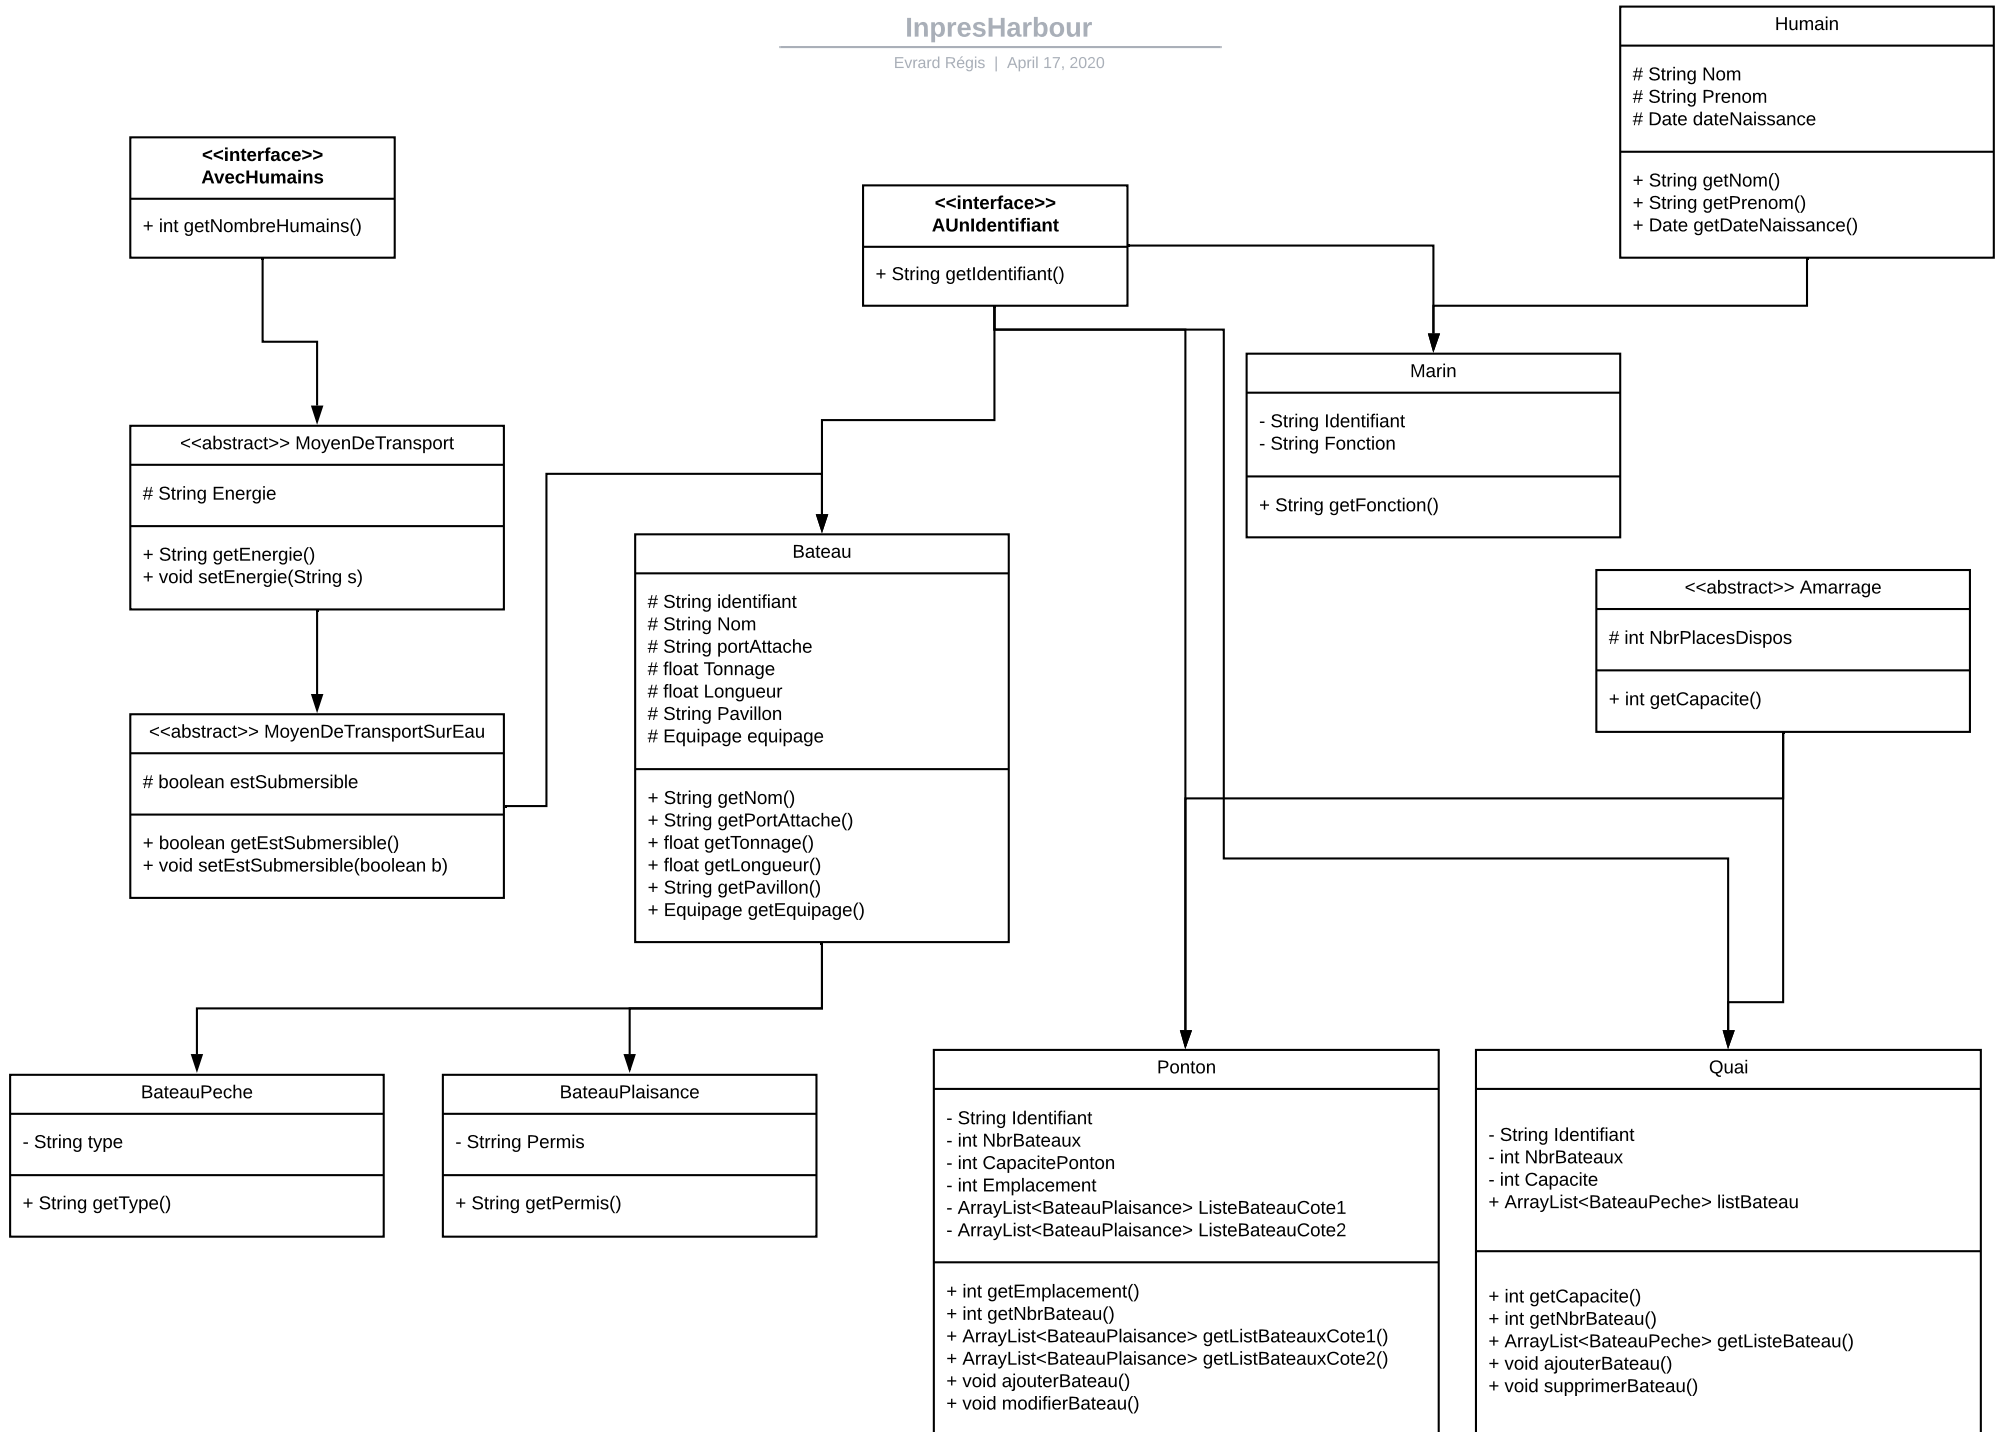 InpresHarbour
Evrard Régis | April 17, 2020
Humain
# String Nom
# String Prenom
# Date dateNaissance
+ String getNom()
+ String getPrenom()
+ Date getDateNaissance()
<<interface>>
AvecHumains
+ int getNombreHumains()
<<interface>>
AUnIdentifiant
+ String getIdentifiant()
Marin
- String Identifiant
- String Fonction
+ String getFonction()
<<abstract>> MoyenDeTransport
# String Energie
+ String getEnergie()
+ void setEnergie(String s)
Bateau
# String identifiant
# String Nom
# String portAttache
# float Tonnage
# float Longueur
# String Pavillon
# Equipage equipage
+ String getNom()
+ String getPortAttache()
+ float getTonnage()
+ float getLongueur()
+ String getPavillon()
+ Equipage getEquipage()
<<abstract>> Amarrage
# int NbrPlacesDispos
+ int getCapacite()
<<abstract>> MoyenDeTransportSurEau
# boolean estSubmersible
+ boolean getEstSubmersible()
+ void setEstSubmersible(boolean b)
BateauPeche
- String type
+ String getType()
BateauPlaisance
- Strring Permis
+ String getPermis()
Ponton
- String Identifiant
- int NbrBateaux
- int CapacitePonton
- int Emplacement
- ArrayList<BateauPlaisance> ListeBateauCote1
- ArrayList<BateauPlaisance> ListeBateauCote2
+ int getEmplacement()
+ int getNbrBateau()
+ ArrayList<BateauPlaisance> getListBateauxCote1()
+ ArrayList<BateauPlaisance> getListBateauxCote2()
+ void ajouterBateau()
+ void modifierBateau()
Quai
- String Identifiant
- int NbrBateaux
- int Capacite
+ ArrayList<BateauPeche> listBateau
+ int getCapacite()
+ int getNbrBateau()
+ ArrayList<BateauPeche> getListeBateau()
+ void ajouterBateau()
+ void supprimerBateau()